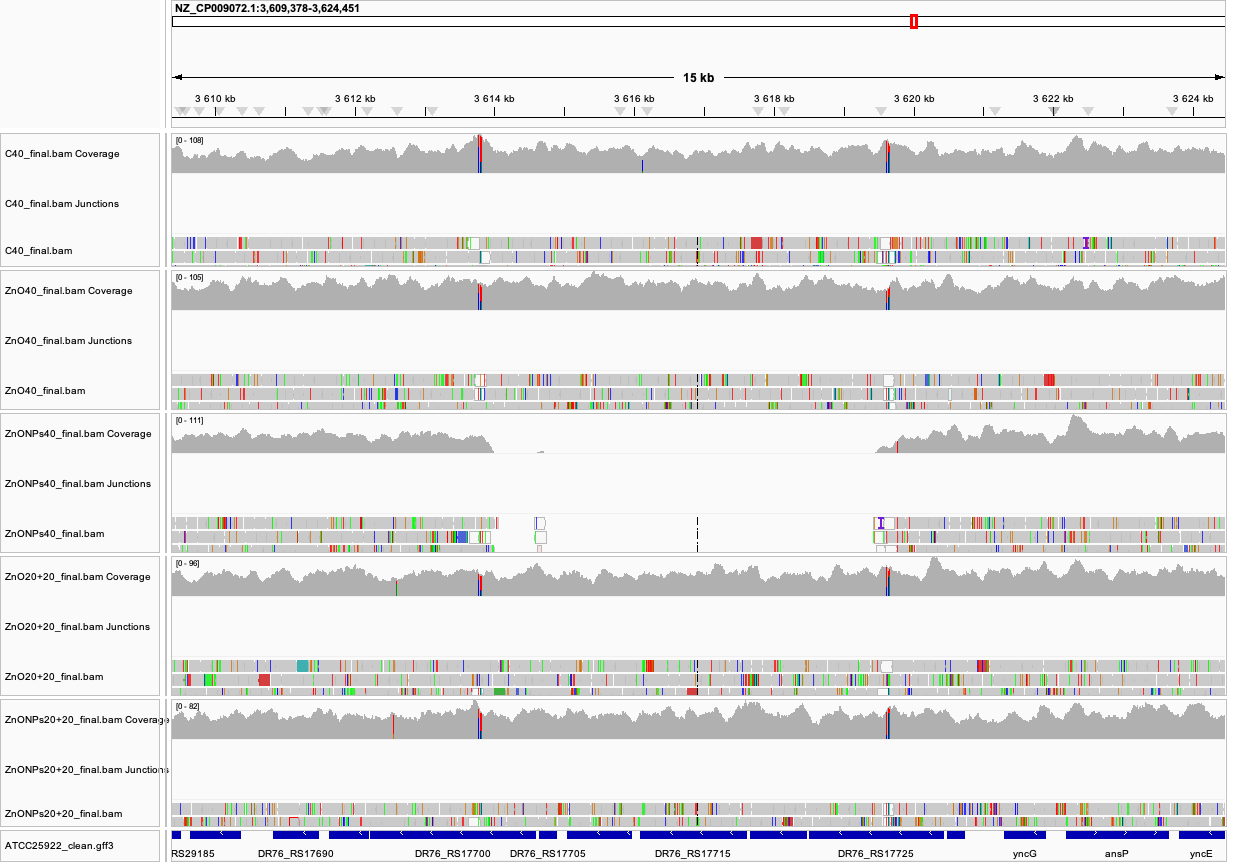 NZ_CP009072.1:3,609,378-3,624,451
15 kb
3 610 kb 3 612 kb 3 614 kb 3 616 kb 3 618 kb 3 620 kb 3 622 kb 3 624 kb
[0 - 108]
C40_final.bam Coverage
C40_final.bam Junctions
C40_final.bam
[0 - 105]
ZnO40_final.bam Coverage
ZnO40_final.bam Junctions
ZnO40_final.bam
[0 - 111]
ZnONPs40_final.bam Coverage
ZnONPs40_final.bam Junctions
ZnONPs40_final.bam
[0 - 96]
ZnO20+20_final.bam Coverage
ZnO20+20_final.bam Junctions
ZnO20+20_final.bam
[0 - 82]
ZnONPs20+20_final.bam Coverage
ZnONPs20+20_final.bam Junctions
ZnONPs20+20_final.bam
ATCC25922_clean.gff3
RS29185 DR76_RS17690 DR76_RS17700 DR76_RS17705 DR76_RS17715 DR76_RS17725 yncG ansP yncE